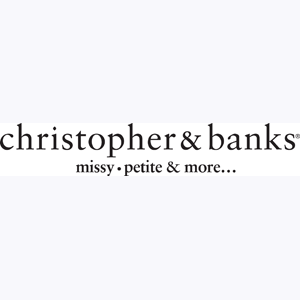 christopher & banks®
missy • petite & more...